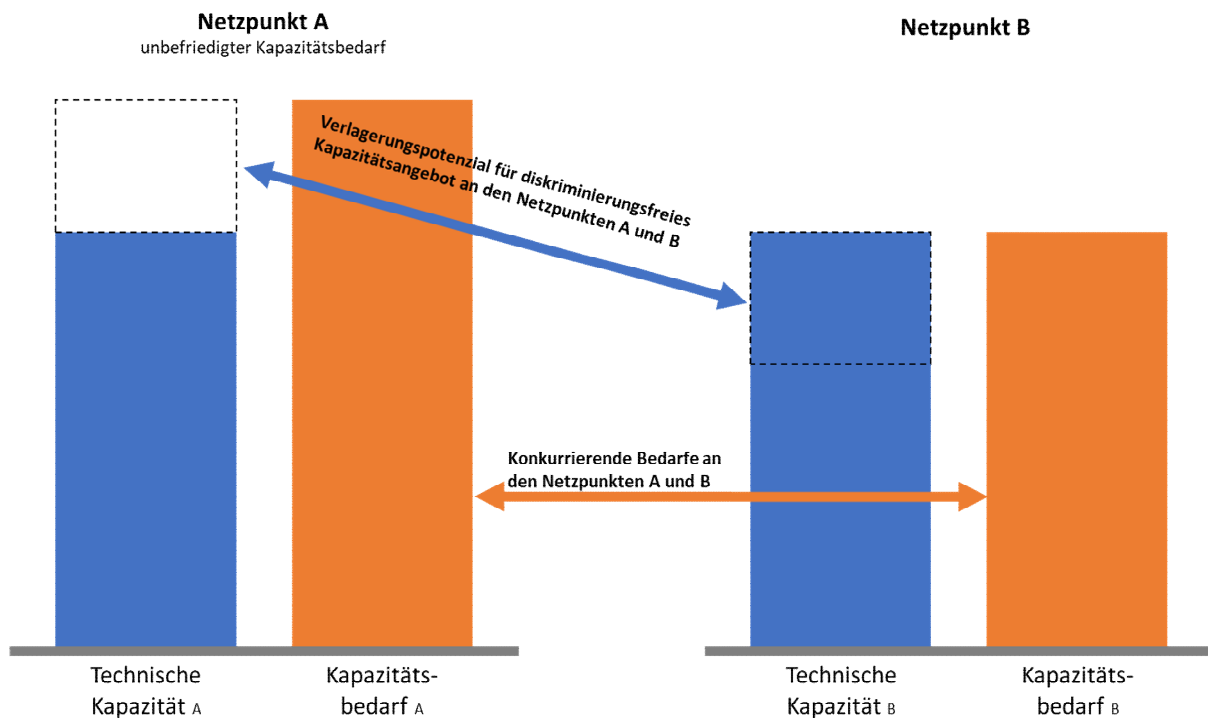 Netzpunkt A
unbefriedigter Kapazitätsbedarf
Netzpunkt B
Verlagerungspotenzial für diskriminierungsfreies
Kapazitätsangebot an den Netzpunkten A und B
Konkurrierende Bedarfe an
den Netzpunkten A und B
Technische
Kapazität A
Kapazitäts-
bedarf A
Technische
Kapazität B
Kapazitäts-
bedarf B